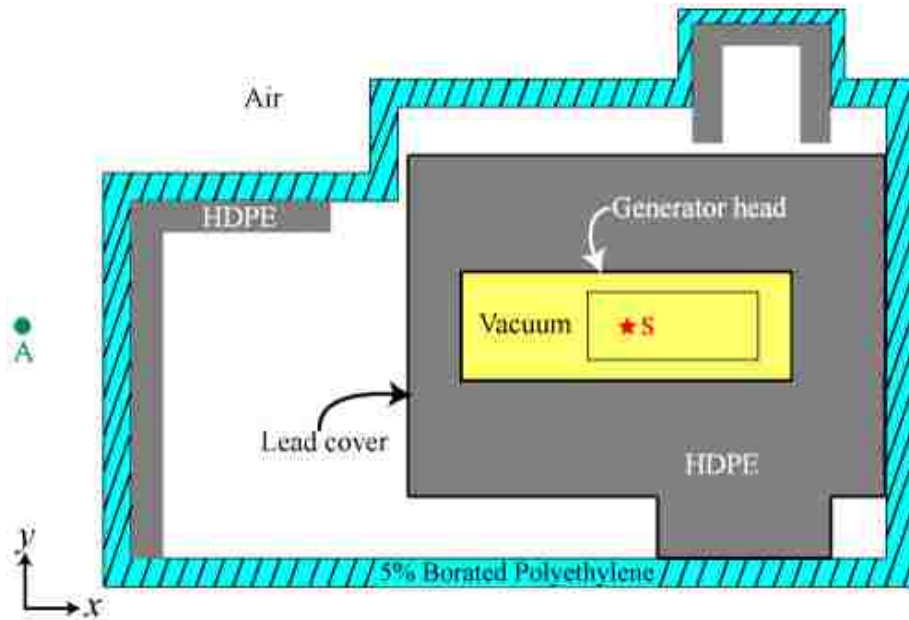 Air
HDPE
Generator head
Vacuum
S
A
Lead cover
HDPE
y
5% Borated Polyethylene
x